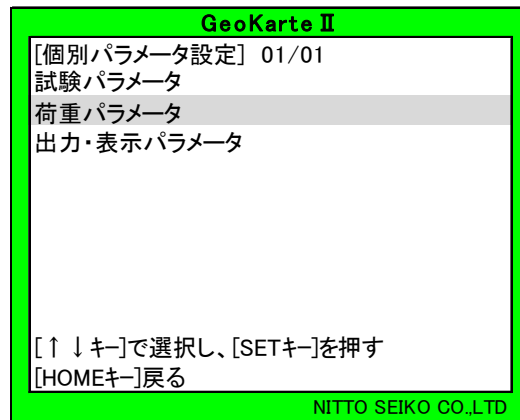 GeoKarte Ⅱ
[個別パラメータ設定] 01/01
試験パラメータ
荷重パラメータ
出力・表示パラメータ
[↑↓ｷｰ]で選択し、[SETｷｰ]を押す
[HOMEｷｰ]戻る
NITTO SEIKO CO.,LTD